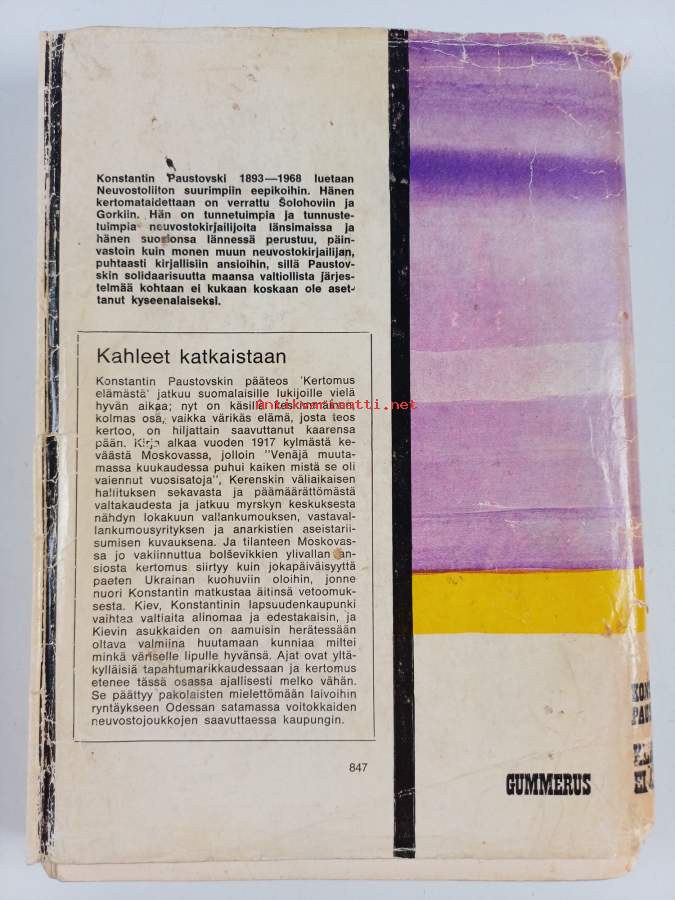 Konstantin Paustovski 1893—1968 luetaan
Neuvostoliiton suurimpiin eepikoihin. Hänen
kertomataidettaan on verrattu Šolohoviin ja
Gorkiin. Hän on tunnetuimpia ja tunnuste-
tuimpia neuvostokirjailijoita länsimaissa ja
hänen suosionsa lännessä perustuu, päin-
vastoin kuin monen muun neuvostokirjailijan,
puhtaasti kirjallisiin ansioihin, sillä Paustov-
skin solidaarisuutta maansa valtiollista järjes-
telmää kohtaan ei kukaan koskaan ole aset-
tanut kyseenalaiseksi.
Kahleet katkaistaan
Konstantin Paustovskin pääteos 'Kertomus
elämästä' jatkuu suomalaisille lukijoille vielä
hyvän aikaa; nyt on käsillä teskimmäinen,
kolmas osa, vaikka värikäs elämä, josta teos
kertoo, on hiljattain saavuttanut kaarensa
pään. Kirja alkaa vuoden 1917 kylmästä ke-
väästä Moskovassa, jolloin "Venäjä muuta-
massa kuukaudessa puhui kaiken mistä se oli
vaiennut vuosisatoja", Kerenskin väliaikaisen
hallituksen sekavasta ja päämäärättömästä
valtakaudesta ja jatkuu myrskyn keskuksesta
nähdyn lokakuun vallankumouksen, vastaval-
lankumousyrityksen ja anarkistien aseistarii-
sumisen kuvauksena. Ja tilanteen Moskovas-
sa jo vakiinnuttua bolševikkien ylivallan an-
siosta kertomus siirtyy kuin jokapäiväisyyttä
paeten Ukrainan kuohuviin oloihin, jonne
nuori Konstantin matkustaa äitinsä vetoomuk-
sesta. Kiev, Konstantinin lapsuudenkaupunki
vaihtaa valtiaita alinomaa ja edestakaisin, ja
Kievin asukkaiden on aamuisin herätessään
oltava valmiina huutamaan kunniaa miltei
minkä väriselle lipulle hyvänsä. Ajat ovat yltä-
kylläisiä tapahtumarikkaudessaan ja kertomus
etenee tässä osassa ajallisesti melko vähän.
Se päättyy pakolaisten mielettömään laivoihin
ryntäykseen Odessan satamassa voitokkaiden
neuvostojoukkojen saavuttaessa kaupungin.
847
GUMMERUS
Antikvariaatti.net